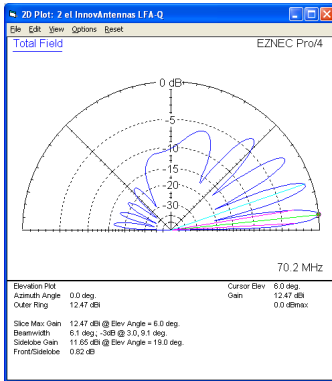 2D Plot: 2 el InnovAntennas LFA-Q
File Edit View Options Reset
Total Field
EZNEC Pro/4
0 dB
-5
-10
-15
-20
-30
70.2 MHz
Elevation Plot
Cursor Elev 6.0 deg.
Azimuth Angle 0.0 deg.
Gain 12.47 dBi
Outer Ring 12.47 dBi
0.0 dBmax
Slice Max Gain 12.47 dBi @ Elev Angle = 6.0 deg.
Beamwidth 6.1 deg.; -3dB @ 3.0, 9.1 deg.
Sidelobe Gain 11.65 dBi @ Elev Angle = 19.0 deg.
Front/Sidelobe 0.82 dB